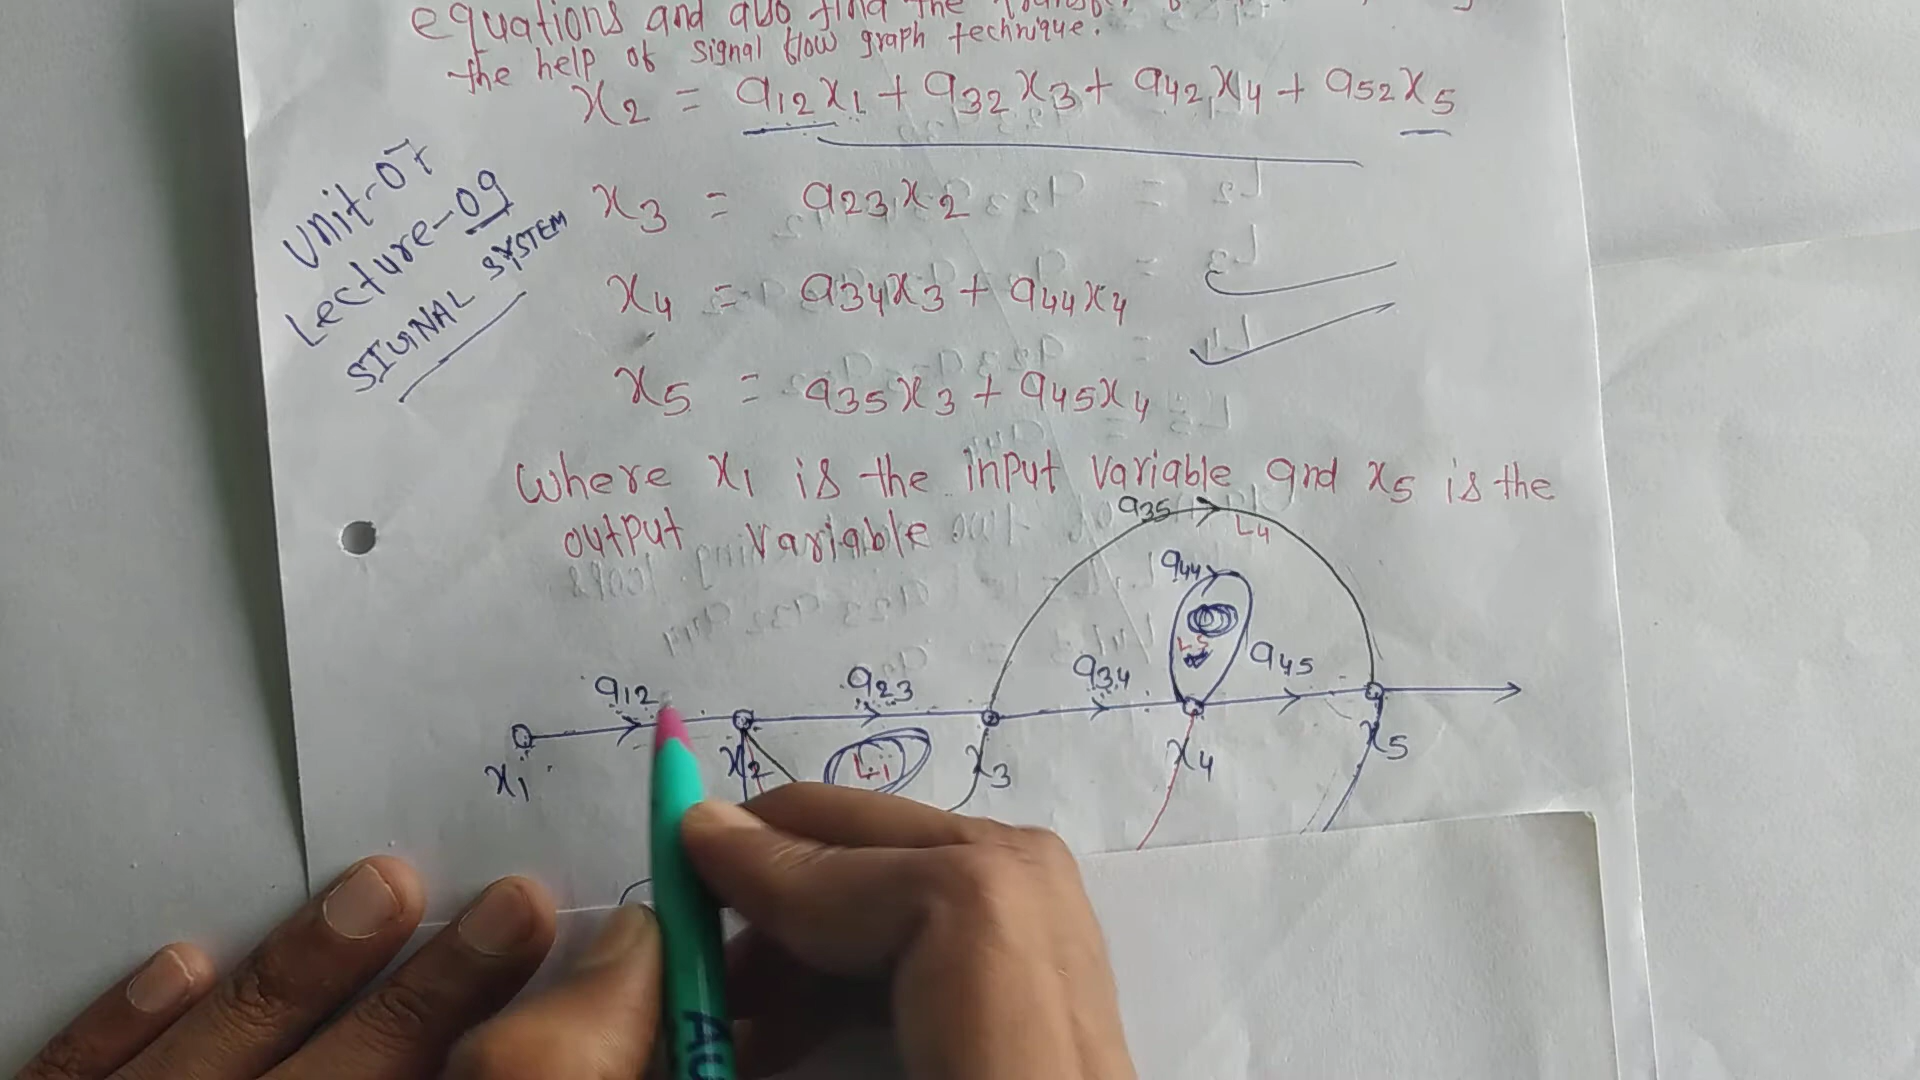 equations and also find the
the help of signal flow graph technique.
x2 = a12x1 + a32x3 + a42x4 + a52x5
x3 = a23x2
x4 = a34x3 + a44x4
x5 = a35x3 + a45x4
Unit-07
Lecture-09
SIGNAL SYSTEM
Where x1 is the input variable and x5 is the
output variable
a35 L4
a44
L5
a12 a23 a34 a45
x1 x2 L1 x3 x4 x5
AU